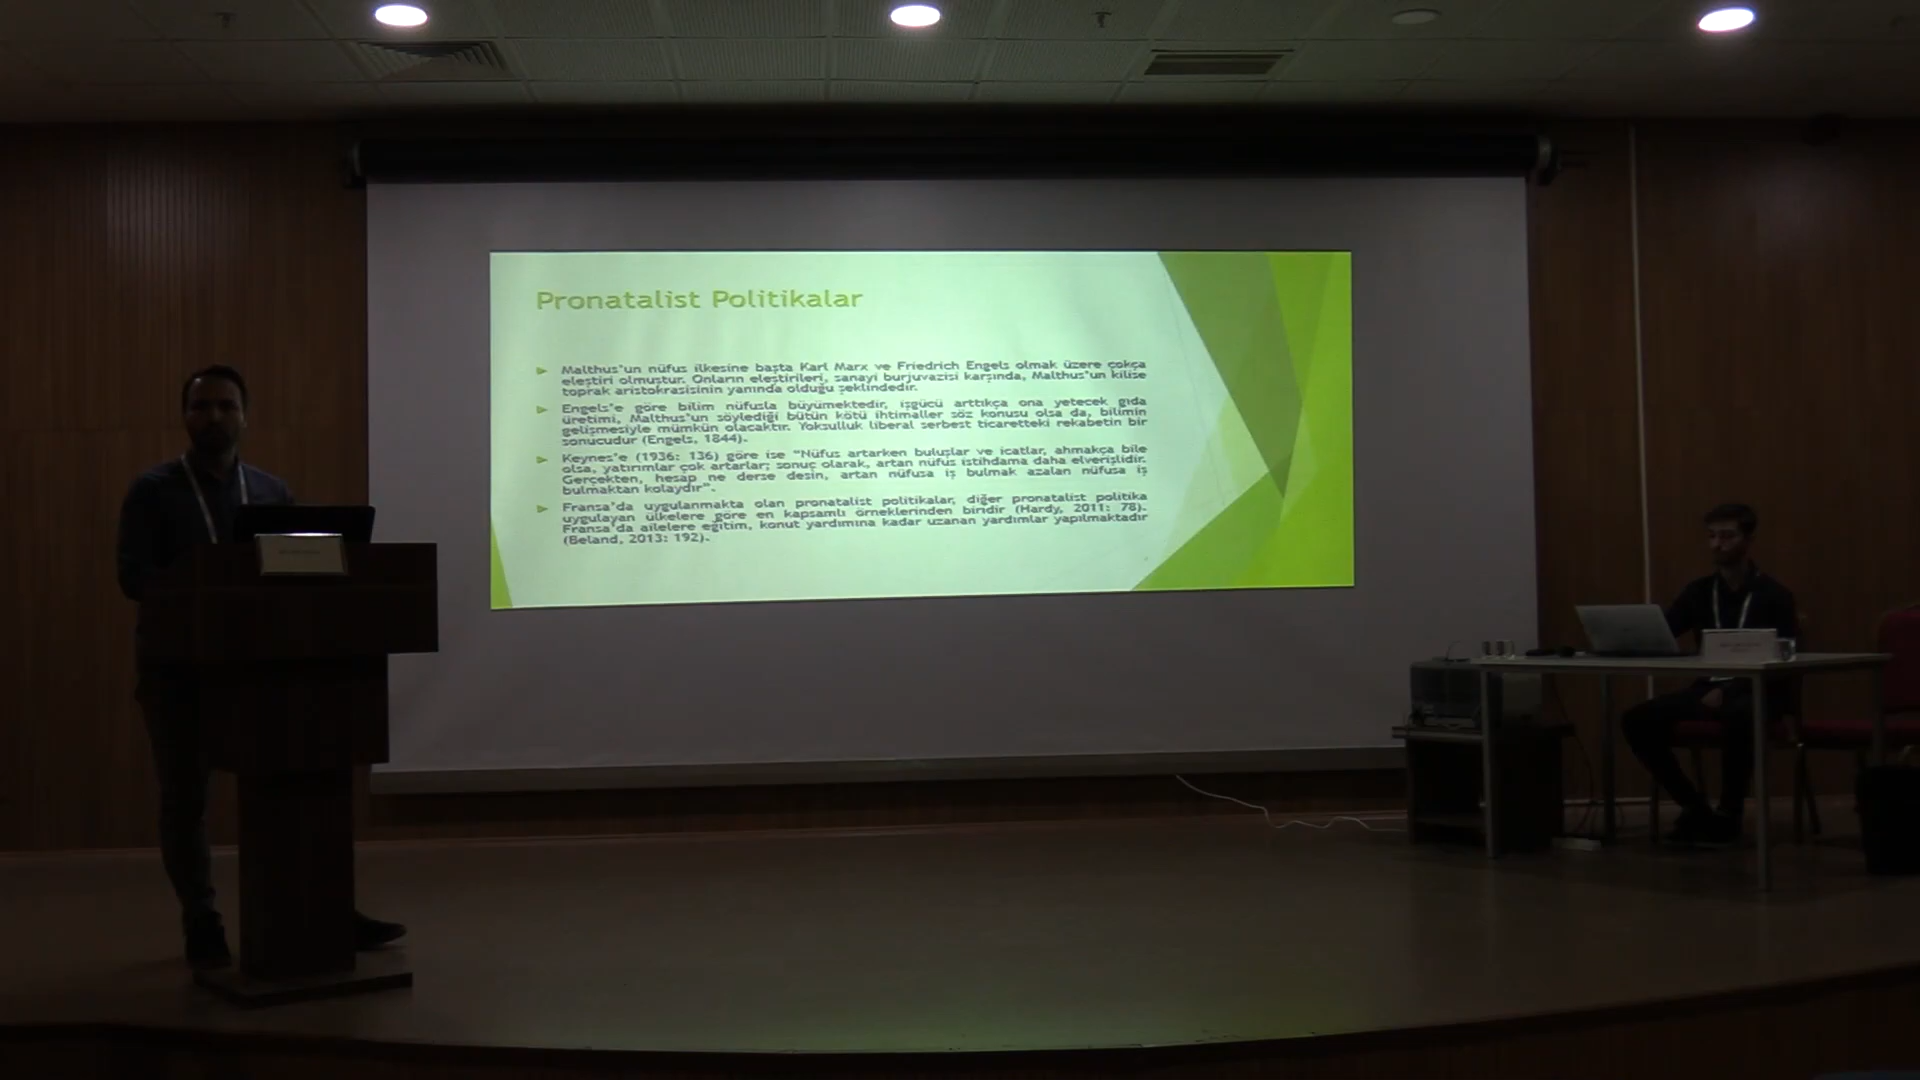 Pronatalist Politikalar
Malthus'un nüfus ilkesine başta Karl Marx ve Friedrich Engels olmak üzere çokça
eleştiri olmuştur. Onların eleştirileri, sanayi burjuvazisi karşında, Malthus'un kilise
toprak aristokrasisinin yanında olduğu şeklindedir.
Engels'e göre bilim nüfusla büyümektedir, işgücü arttıkça ona yetecek gıda
üretimi, Malthus'un söylediği bütün kötü ihtimaller söz konusu olsa da, bilimin
gelişmesiyle mümkün olacaktır. Yoksulluk liberal serbest ticaretteki rekabetin bir
sonucudur (Engels, 1844).
Keynes'e (1936: 136) göre ise "Nüfus artarken buluşlar ve icatlar, ahmakça bile
olsa, yatırımlar çok artarlar; sonuç olarak, artan nüfus istihdama daha elverişlidir.
Gerçekten, hesap ne derse desin, artan nüfusa iş bulmak azalan nüfusa iş
bulmaktan kolaydır".
Fransa'da uygulanmakta olan pronatalist politikalar, diğer pronatalist politika
uygulayan ülkelere göre en kapsamlı örneklerinden biridir (Hardy, 2011: 78).
Fransa'da ailelere eğitim, konut yardımına kadar uzanan yardımlar yapılmaktadır
(Beland, 2013: 192).